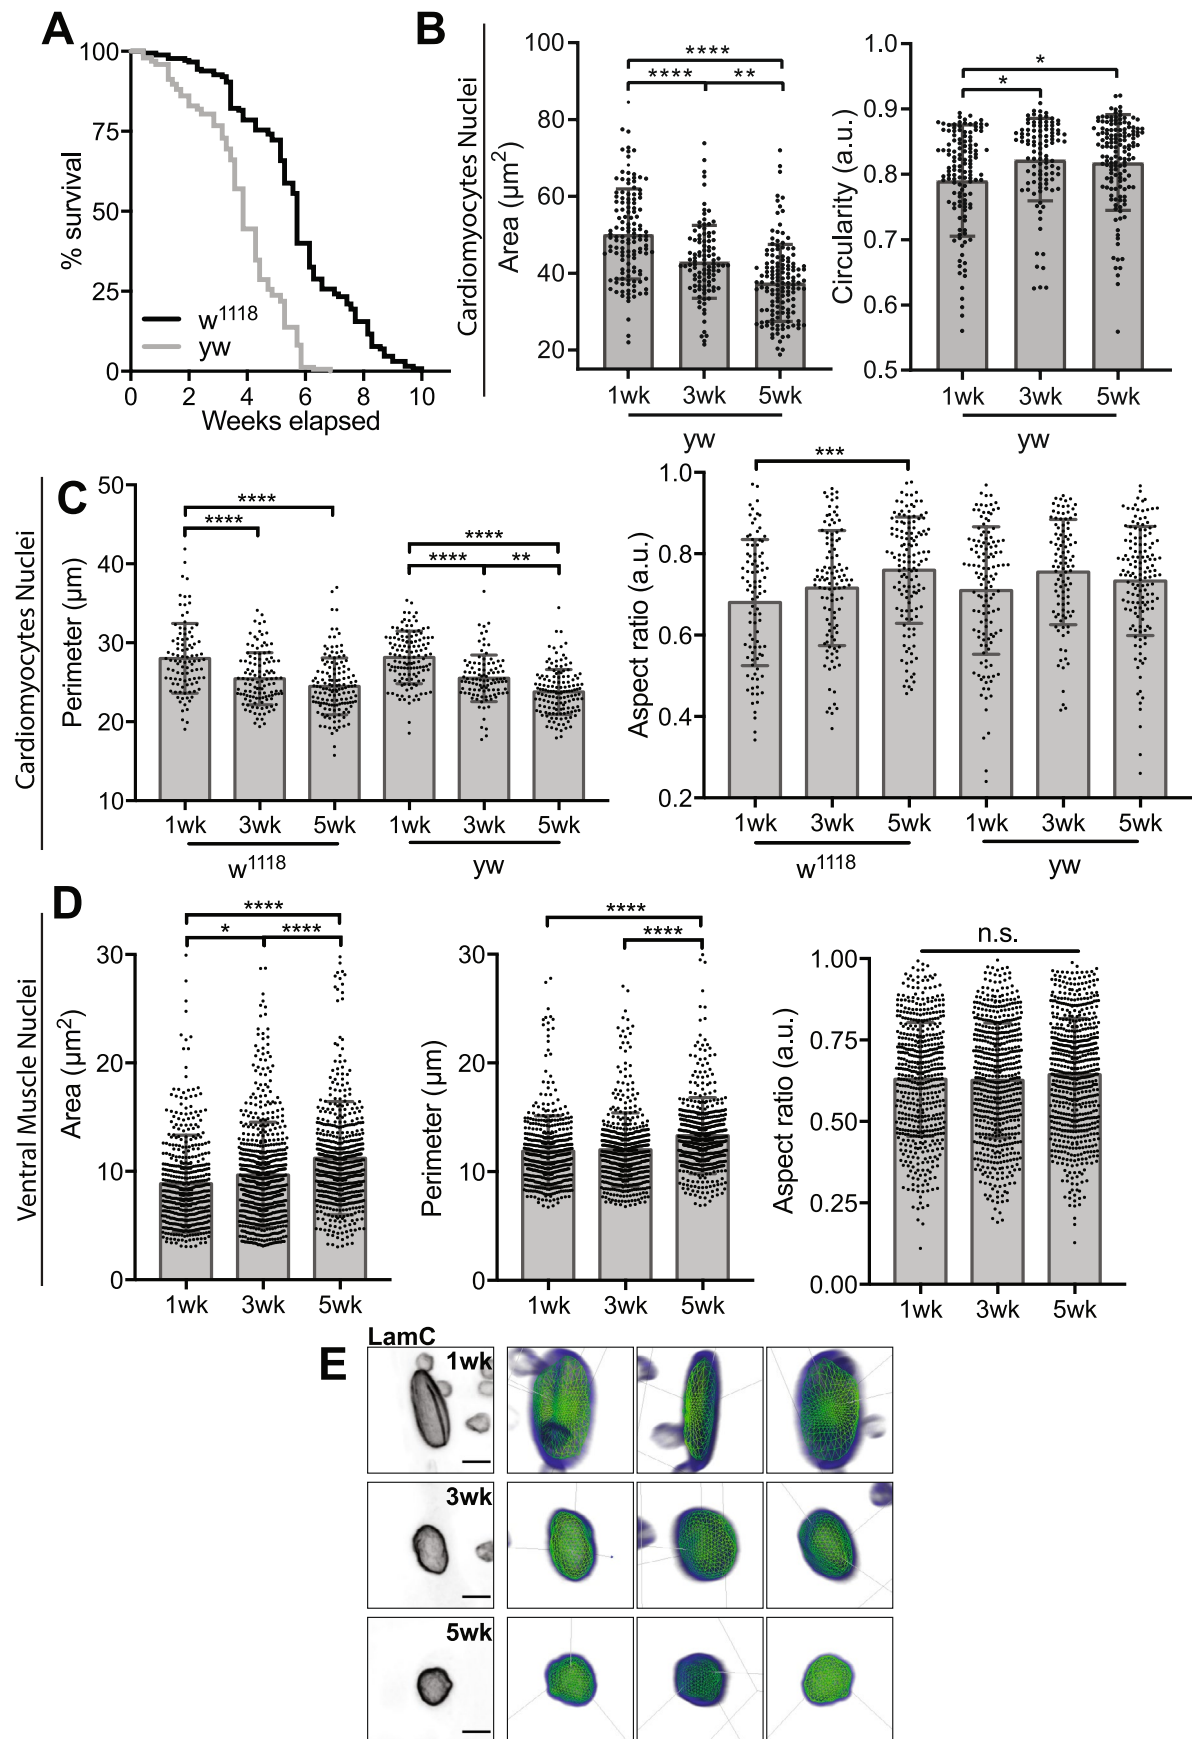 A
% survival
100
75
50
25
0
0 2 4 6 8 10
Weeks elapsed
w1118
yw
B
Cardiomyocytes Nuclei
Area (µm2)
100
80
60
40
20
****
**** **
1wk 3wk 5wk
yw
Circularity (a.u.)
1.0
0.9
0.8
0.7
0.6
0.5
*
*
1wk 3wk 5wk
yw
C
Cardiomyocytes Nuclei
Perimeter (µm)
50
40
30
20
10
****
****
****
**** **
1wk 3wk 5wk 1wk 3wk 5wk
w1118 yw
Aspect ratio (a.u.)
1.0
0.8
0.6
0.4
0.2
***
1wk 3wk 5wk 1wk 3wk 5wk
w1118 yw
D
Ventral Muscle Nuclei
Area (µm2)
30
20
10
0
****
* ****
1wk 3wk 5wk
Perimeter (µm)
30
20
10
0
****
****
1wk 3wk 5wk
Aspect ratio (a.u.)
1.00
0.75
0.50
0.25
0.00
n.s.
1wk 3wk 5wk
E
LamC
1wk
3wk
5wk